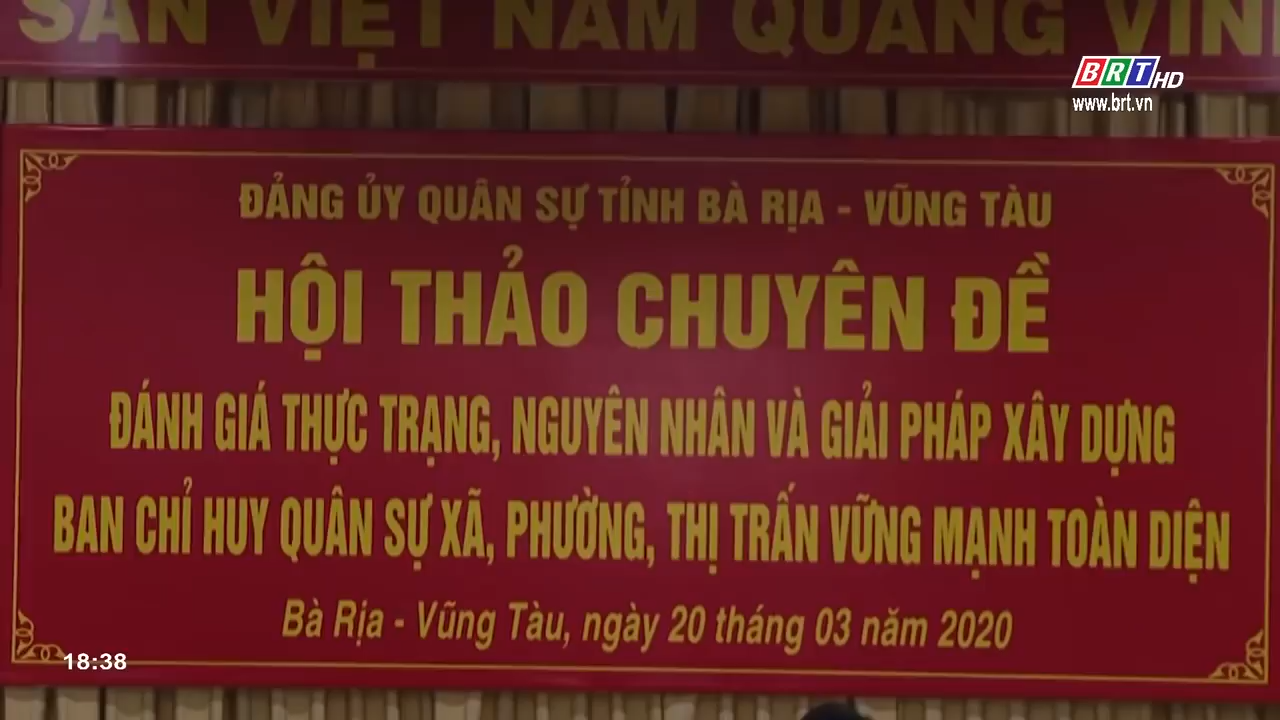 SẢN VIỆT NAM QUANG VINH
BRT HD
www.brt.vn
ĐẢNG ỦY QUÂN SỰ TỈNH BÀ RỊA - VŨNG TÀU
HỘI THẢO CHUYÊN ĐỀ
ĐÁNH GIÁ THỰC TRẠNG, NGUYÊN NHÂN VÀ GIẢI PHÁP XÂY DỰNG
BAN CHỈ HUY QUÂN SỰ XÃ, PHƯỜNG, THỊ TRẤN VỮNG MẠNH TOÀN DIỆN
Bà Rịa - Vũng Tàu, ngày 20 tháng 03 năm 2020
18:38